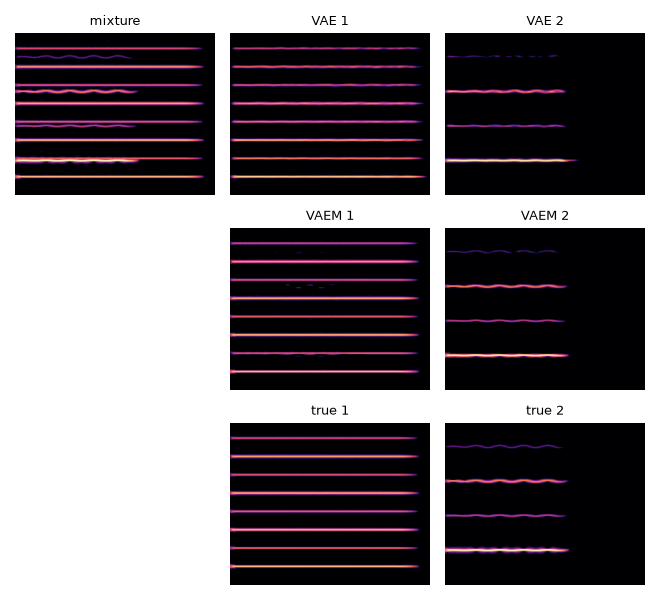 mixture
VAE 1
VAE 2
VAEM 1
VAEM 2
true 1
true 2